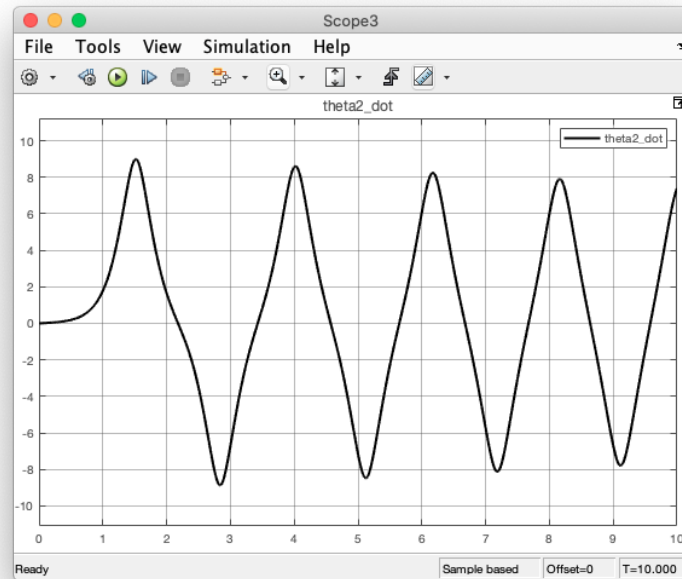 Scope3
File Tools View Simulation Help
theta2_dot
theta2_dot
10
8
6
4
2
0
-2
-4
-6
-8
-10
0 1 2 3 4 5 6 7 8 9 10
Ready Sample based Offset=0 T=10.000